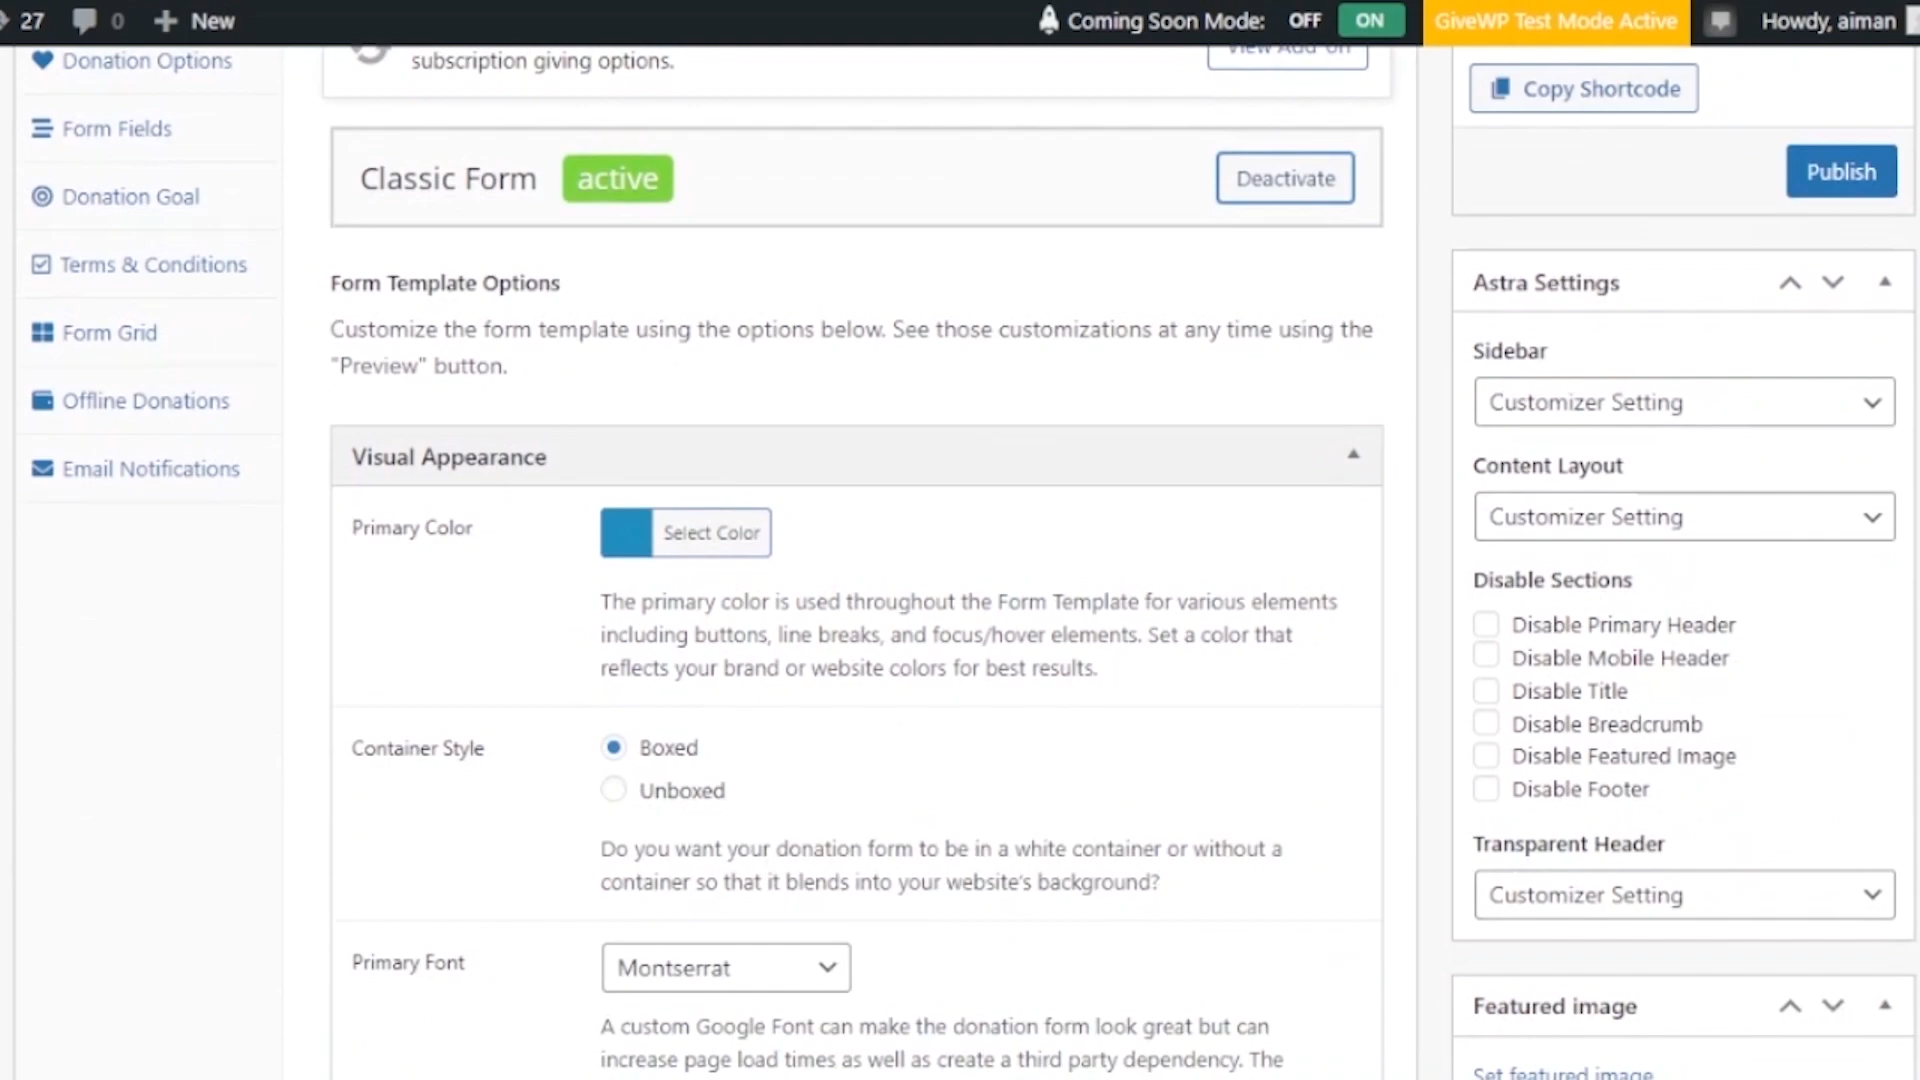 27
0
New
Coming Soon Mode:
OFF
ON
GiveWP Test Mode Active
Howdy, aiman
Donation Options
Form Fields
Donation Goal
Terms & Conditions
Form Grid
Offline Donations
Email Notifications
subscription giving options.
View Add-on
Classic Form
active
Deactivate
Form Template Options
Customize the form template using the options below. See those customizations at any time using the
"Preview" button.
Visual Appearance
Primary Color
Select Color
The primary color is used throughout the Form Template for various elements
including buttons, line breaks, and focus/hover elements. Set a color that
reflects your brand or website colors for best results.
Container Style
Boxed
Unboxed
Do you want your donation form to be in a white container or without a
container so that it blends into your website's background?
Primary Font
Montserrat
A custom Google Font can make the donation form look great but can
increase page load times as well as create a third party dependency. The
Copy Shortcode
Publish
Astra Settings
Sidebar
Customizer Setting
Content Layout
Customizer Setting
Disable Sections
Disable Primary Header
Disable Mobile Header
Disable Title
Disable Breadcrumb
Disable Featured Image
Disable Footer
Transparent Header
Customizer Setting
Featured image
Set featured image